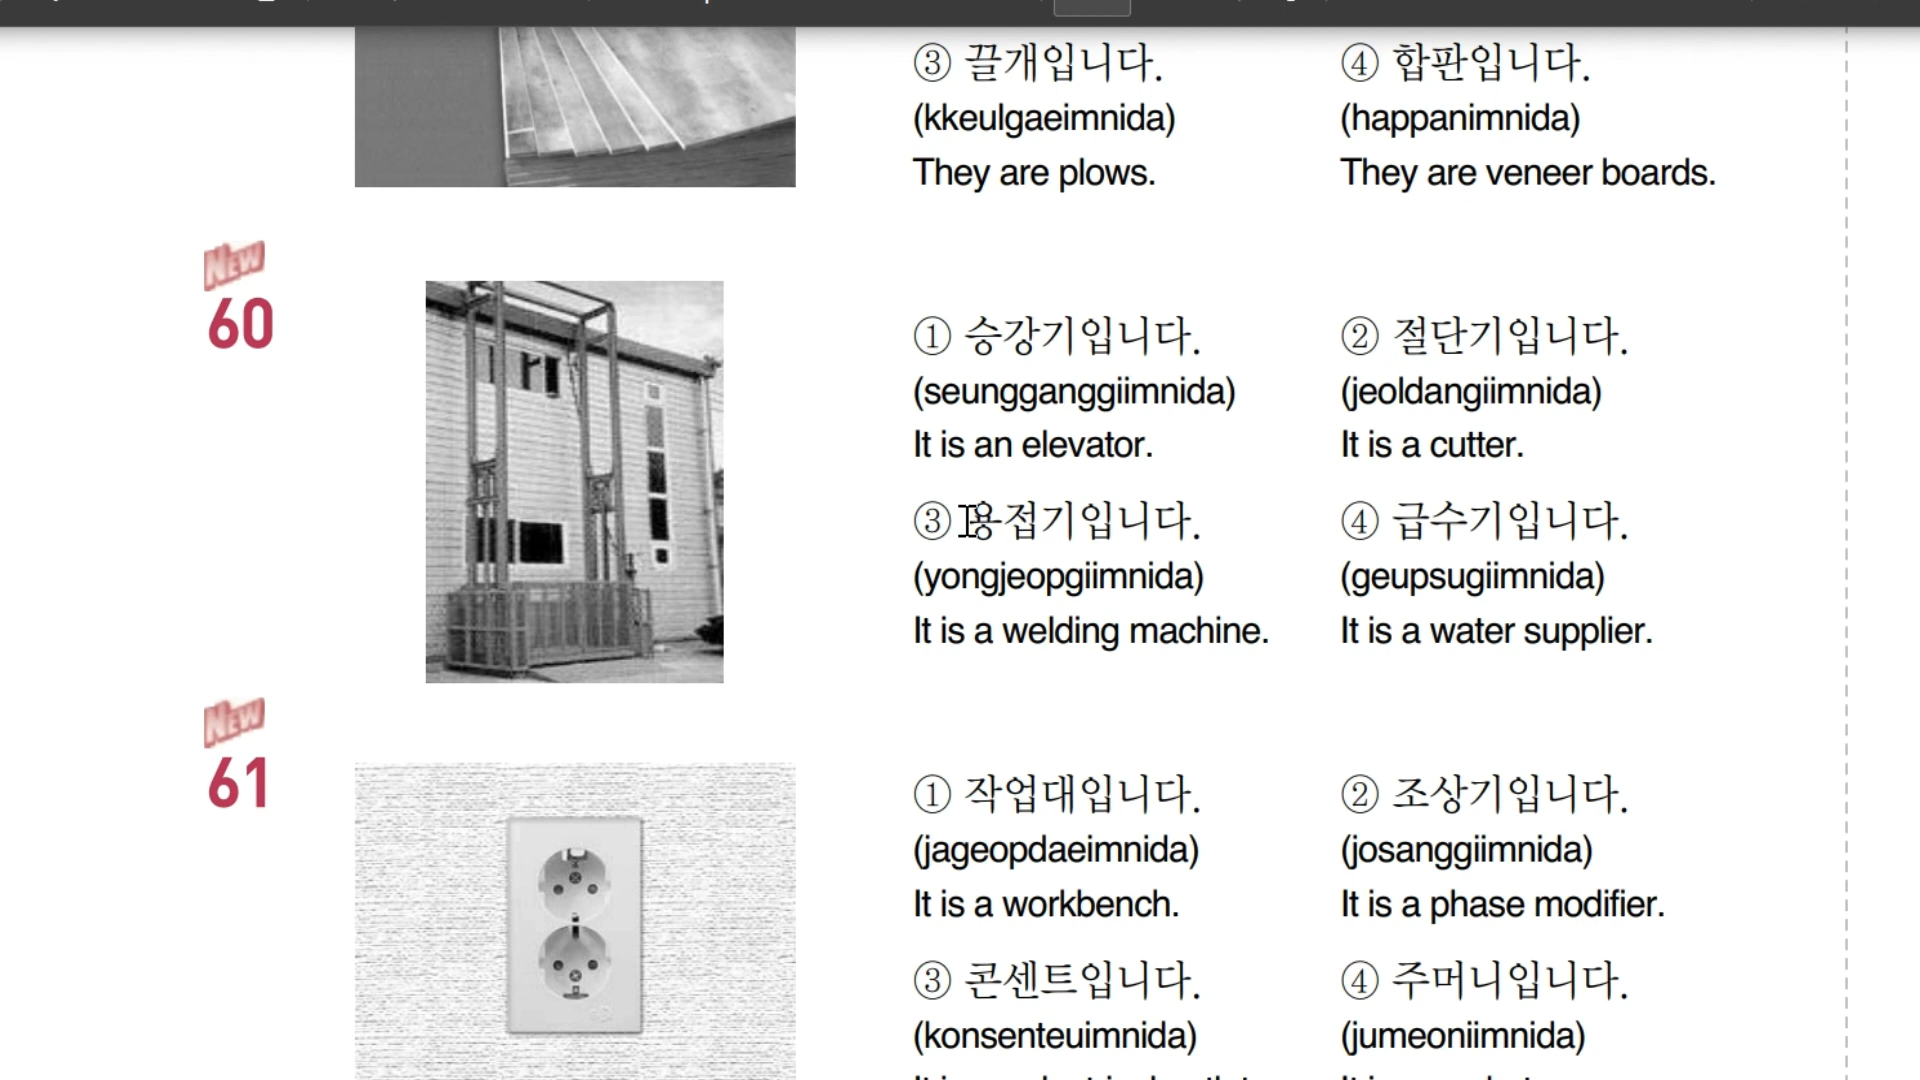 ③ 끌개입니다.
④ 합판입니다.
(kkeulgaeimnida)
(happanimnida)
They are plows.
They are veneer boards.
NEW
60
① 승강기입니다.
② 절단기입니다.
(seungganggiimnida)
(jeoldangiimnida)
It is an elevator.
It is a cutter.
③ 용접기입니다.
④ 급수기입니다.
(yongjeopgiimnida)
(geupsugiimnida)
It is a welding machine.
It is a water supplier.
NEW
61
① 작업대입니다.
② 조상기입니다.
(jageopdaeimnida)
(josanggiimnida)
It is a workbench.
It is a phase modifier.
③ 콘센트입니다.
④ 주머니입니다.
(konsenteuimnida)
(jumeoniimnida)